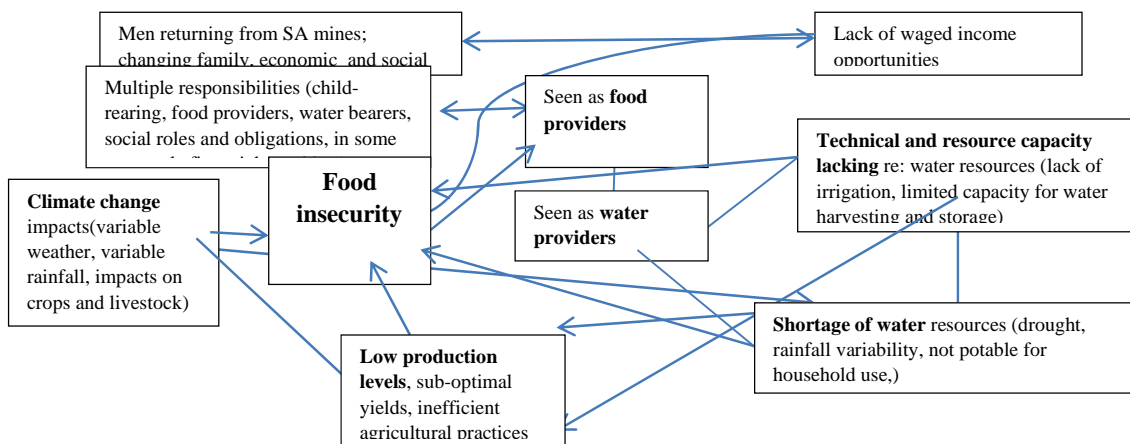 Men returning from SA mines;
changing family, economic and social
Lack of waged income
opportunities
Multiple responsibilities (child-
rearing, food providers, water bearers,
social roles and obligations, in some
Seen as food
providers
Technical and resource capacity
lacking re: water resources (lack of
irrigation, limited capacity for water
harvesting and storage)
Food
insecurity
Climate change
impacts(variable
weather, variable
rainfall, impacts on
crops and livestock)
Seen as water
providers
Shortage of water resources (drought,
rainfall variability, not potable for
household use,)
Low production
levels, sub-optimal
yields, inefficient
agricultural practices